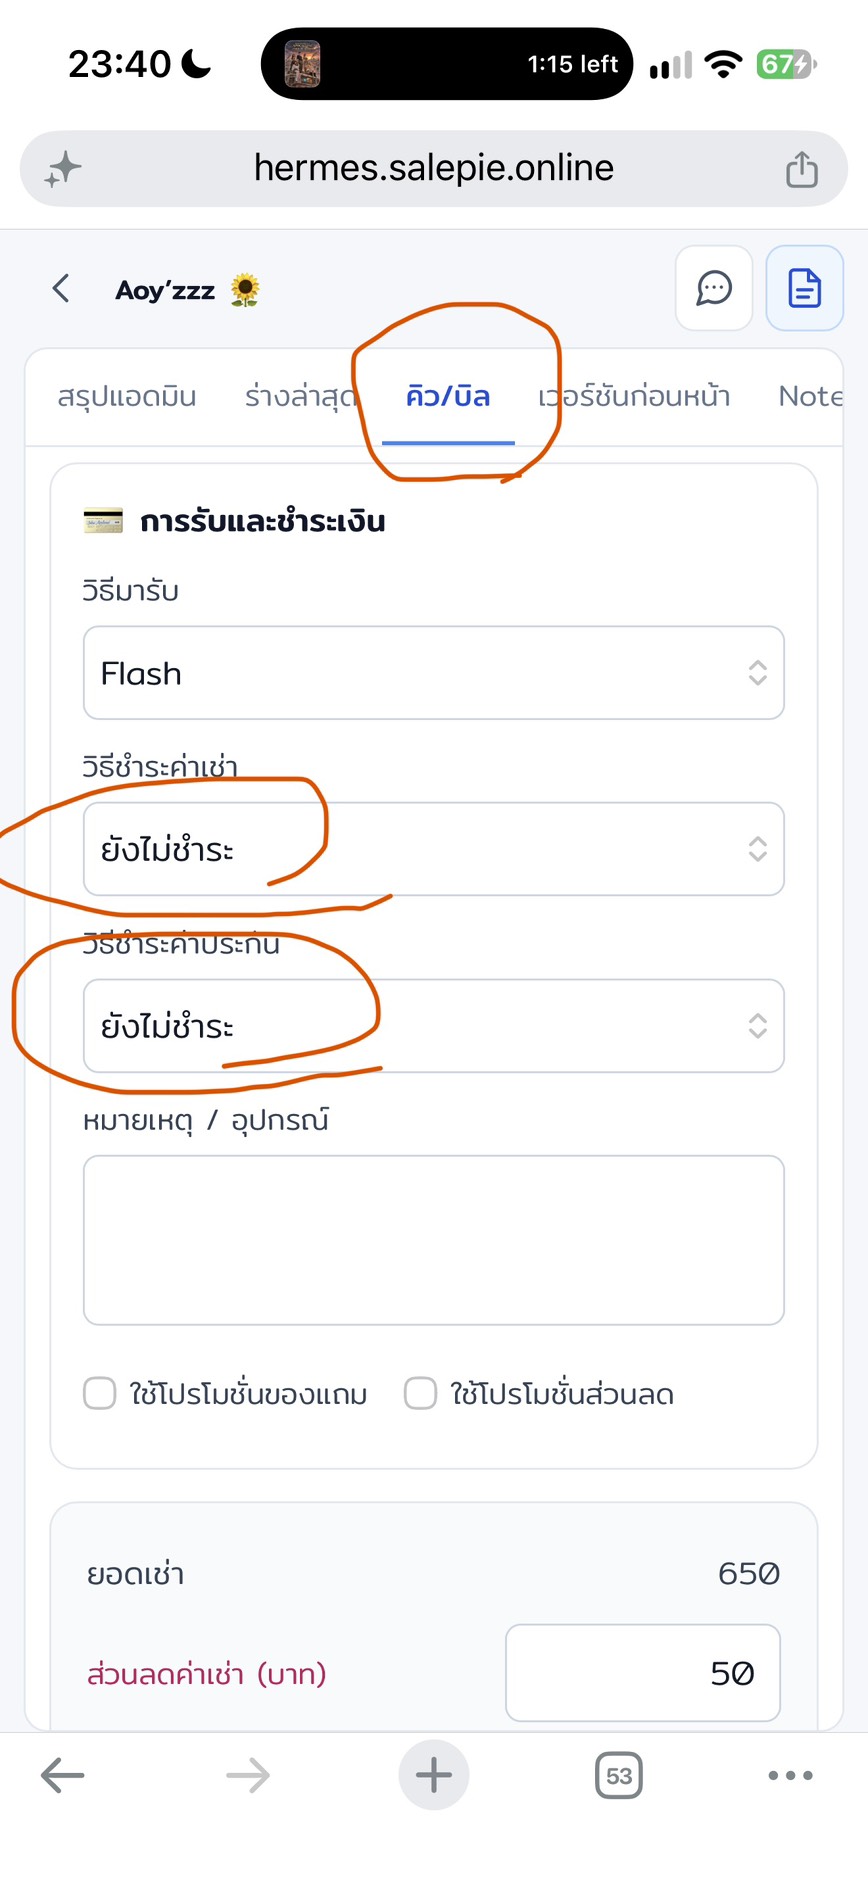 23:40
1:15 left
67
hermes.salepie.online
Aoy’zzz 🌻
สรุปแอดมิน ร่างล่าสุด คิว/บิล เวอร์ชันก่อนหน้า Note
💳 การรับและชำระเงิน
วิธีมารับ
Flash
วิธีชำระค่าเช่า
ยังไม่ชำระ
วิธีชำระค่าประกัน
ยังไม่ชำระ
หมายเหตุ / อุปกรณ์
ใช้โปรโมชั่นของแถม ใช้โปรโมชั่นส่วนลด
ยอดเช่า 650
ส่วนลดค่าเช่า (บาท) 50
53